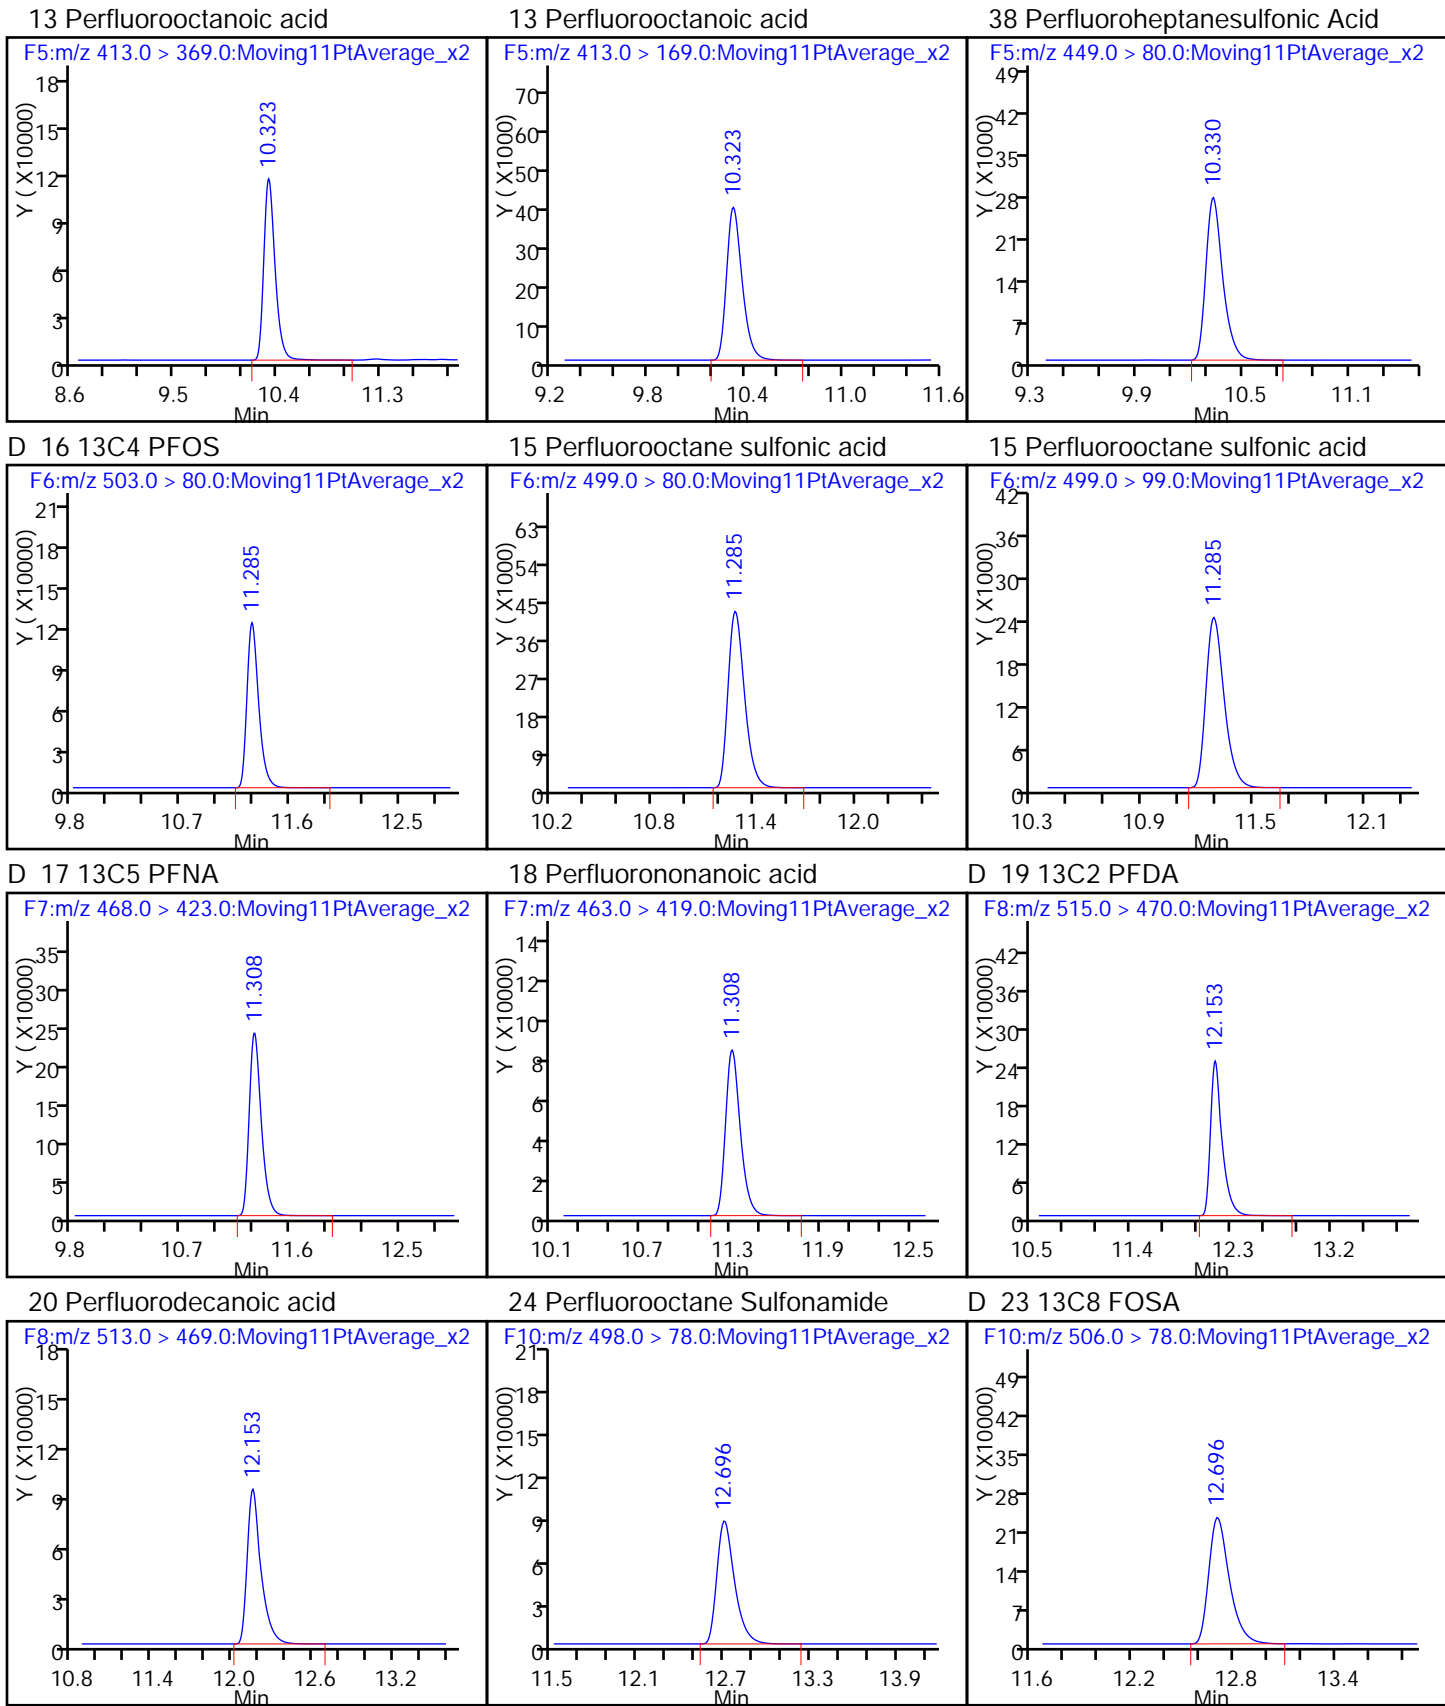 13 Perfluorooctanoic acid
F5:m/z 413.0 > 369.0:Moving11PtAverage_x2
Y ( X10000)
18
15
12
9
6
3
0
10.323
8.6 9.5 10.4 11.3
Min
13 Perfluorooctanoic acid
F5:m/z 413.0 > 169.0:Moving11PtAverage_x2
Y ( X1000)
70
60
50
40
30
20
10
0
10.323
9.2 9.8 10.4 11.0 11.6
Min
38 Perfluoroheptanesulfonic Acid
F5:m/z 449.0 > 80.0:Moving11PtAverage_x2
Y ( X1000)
49
42
35
28
21
14
7
0
10.330
9.3 9.9 10.5 11.1
Min
D 16 13C4 PFOS
F6:m/z 503.0 > 80.0:Moving11PtAverage_x2
Y ( X10000)
21
18
15
12
9
6
3
0
11.285
9.8 10.7 11.6 12.5
Min
15 Perfluorooctane sulfonic acid
F6:m/z 499.0 > 80.0:Moving11PtAverage_x2
Y ( X1000)
63
54
45
36
27
18
9
0
11.285
10.2 10.8 11.4 12.0
Min
15 Perfluorooctane sulfonic acid
F6:m/z 499.0 > 99.0:Moving11PtAverage_x2
Y ( X1000)
42
36
30
24
18
12
6
0
11.285
10.3 10.9 11.5 12.1
Min
D 17 13C5 PFNA
F7:m/z 468.0 > 423.0:Moving11PtAverage_x2
Y ( X10000)
35
30
25
20
15
10
5
0
11.308
9.8 10.7 11.6 12.5
Min
18 Perfluorononanoic acid
F7:m/z 463.0 > 419.0:Moving11PtAverage_x2
Y ( X10000)
14
12
10
8
6
4
2
0
11.308
10.1 10.7 11.3 11.9 12.5
Min
D 19 13C2 PFDA
F8:m/z 515.0 > 470.0:Moving11PtAverage_x2
Y ( X10000)
42
36
30
24
18
12
6
0
12.153
10.5 11.4 12.3 13.2
Min
20 Perfluorodecanoic acid
F8:m/z 513.0 > 469.0:Moving11PtAverage_x2
Y ( X10000)
18
15
12
9
6
3
0
12.153
10.8 11.4 12.0 12.6 13.2
Min
24 Perfluorooctane Sulfonamide
F10:m/z 498.0 > 78.0:Moving11PtAverage_x2
Y ( X10000)
21
18
15
12
9
6
3
0
12.696
11.5 12.1 12.7 13.3 13.9
Min
D 23 13C8 FOSA
F10:m/z 506.0 > 78.0:Moving11PtAverage_x2
Y ( X10000)
49
42
35
28
21
14
7
0
12.696
11.6 12.2 12.8 13.4
Min